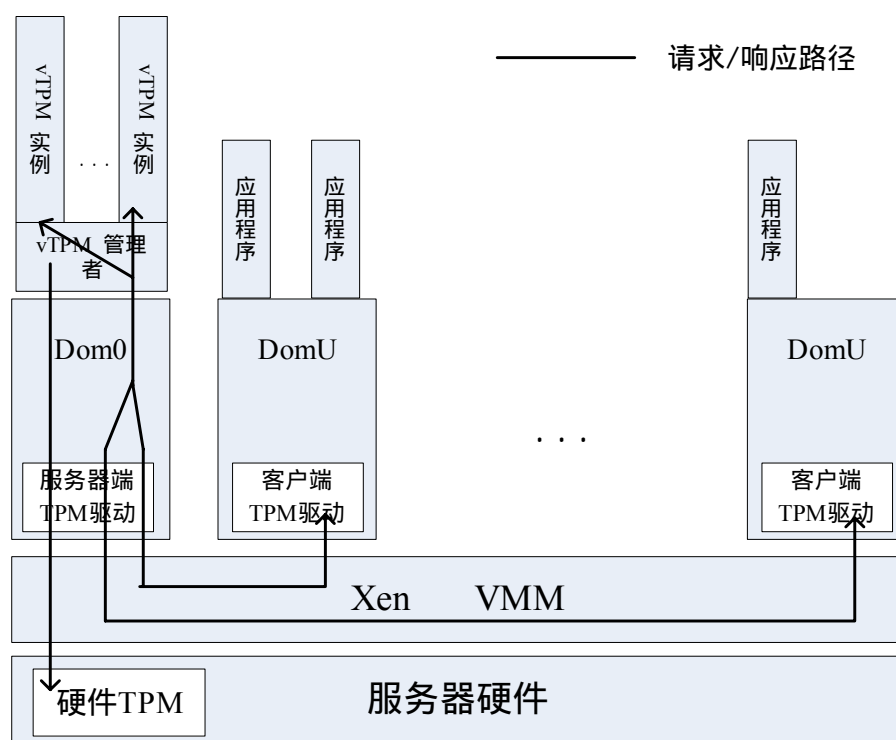 请求/响应路径
vTPM 实例
. . .
vTPM 实例
vTPM 管理
者
应用程序
应用程序
应用程序
Dom0
DomU
. . .
DomU
服务器端
TPM驱动
客户端
TPM驱动
客户端
TPM驱动
Xen VMM
硬件TPM
服务器硬件